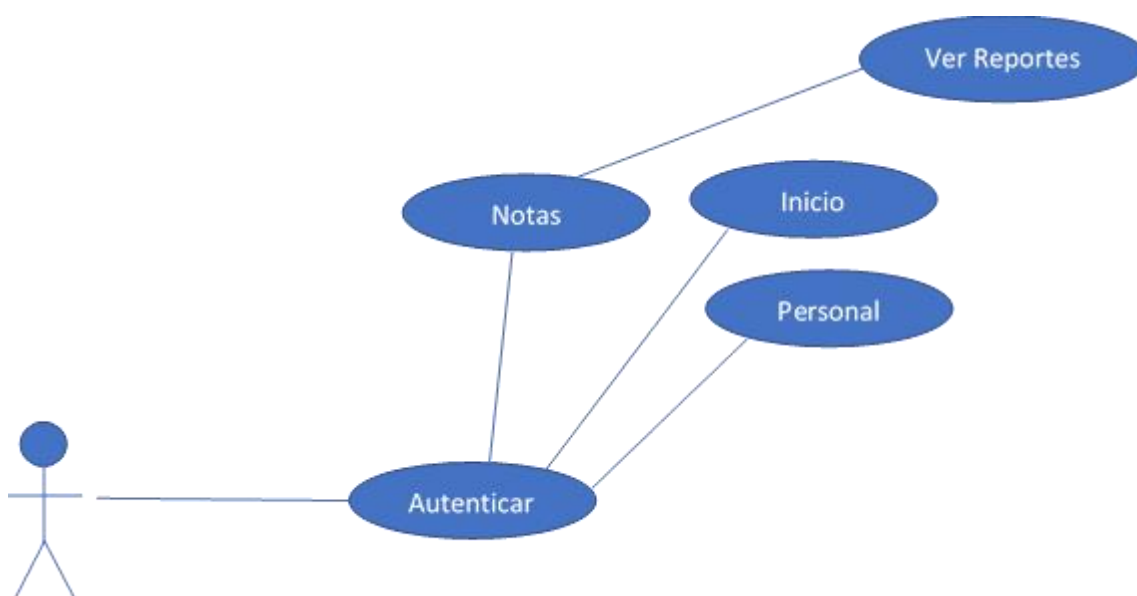 Ver Reportes
Notas
Inicio
Personal
Autenticar